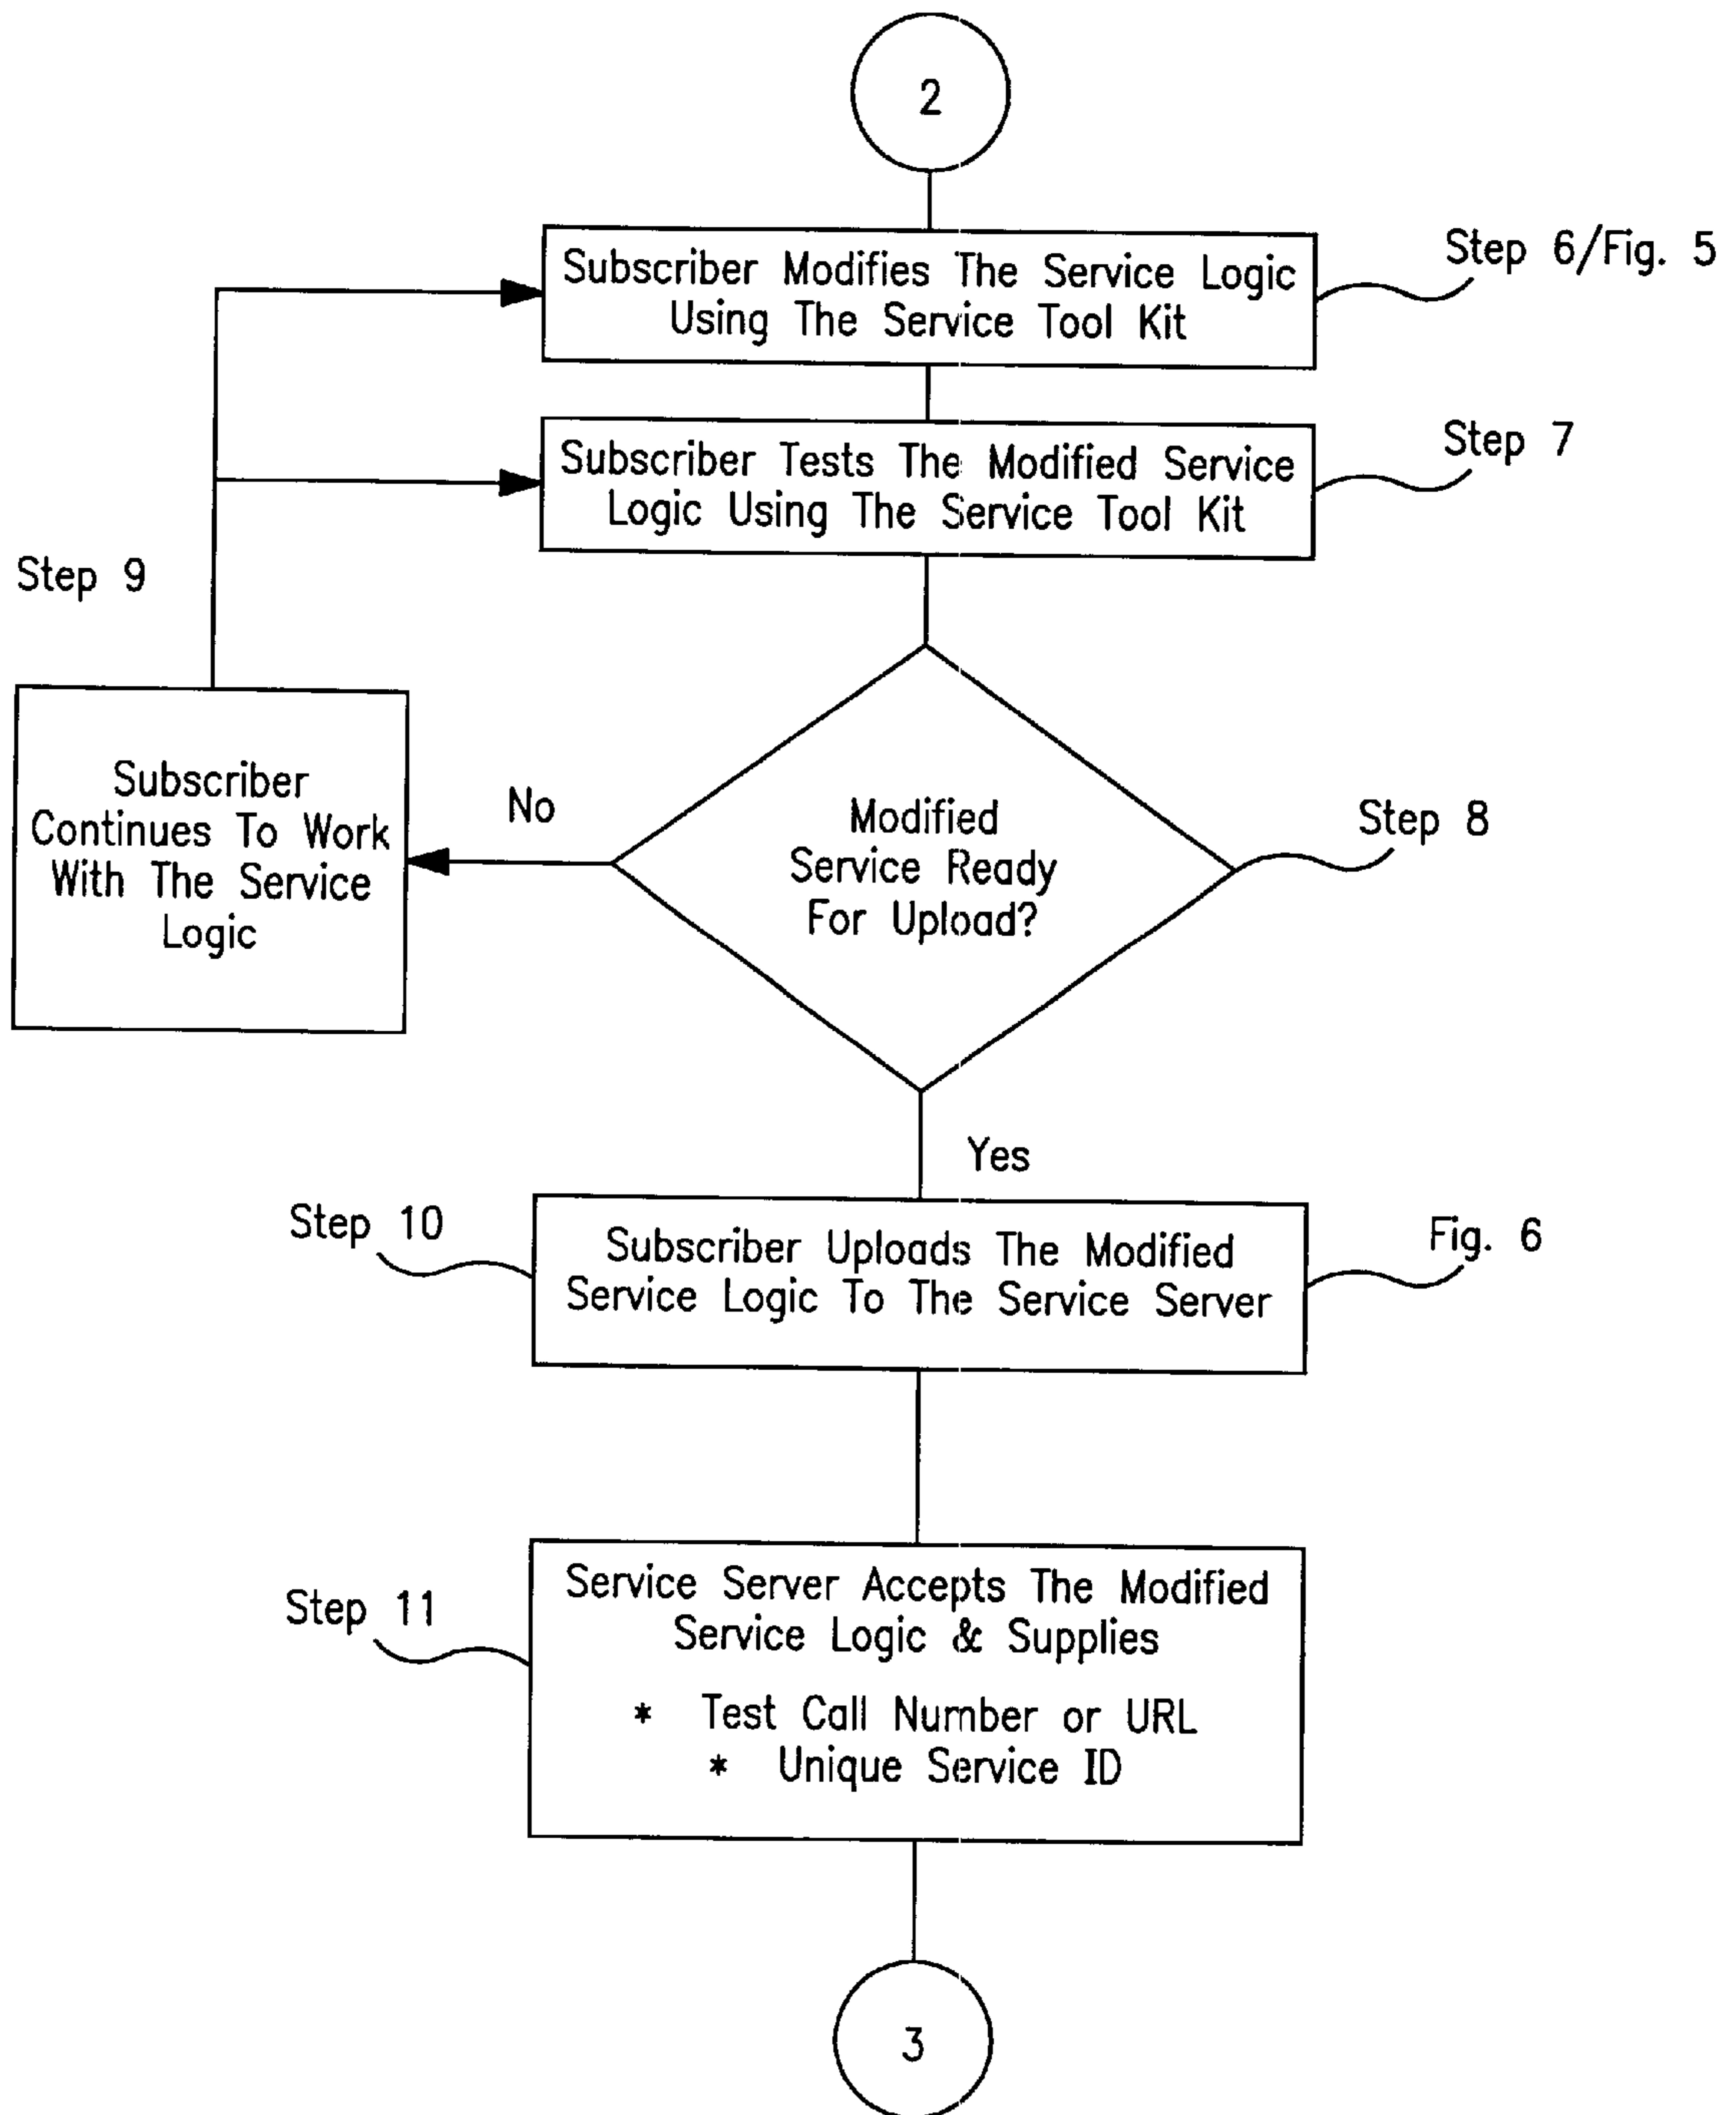 2
Subscriber Modifies The Service Logic
Using The Service Tool Kit
Step 6/Fig. 5
Subscriber Tests The Modified Service
Logic Using The Service Tool Kit
Step 7
Step 9
Subscriber
Continues To Work
With The Service
Logic
No
Modified
Service Ready
For Upload?
Step 8
Yes
Step 10
Subscriber Uploads The Modified
Service Logic To The Service Server
Fig. 6
Step 11
Service Server Accepts The Modified
Service Logic & Supplies
* Test Call Number or URL
* Unique Service ID
3